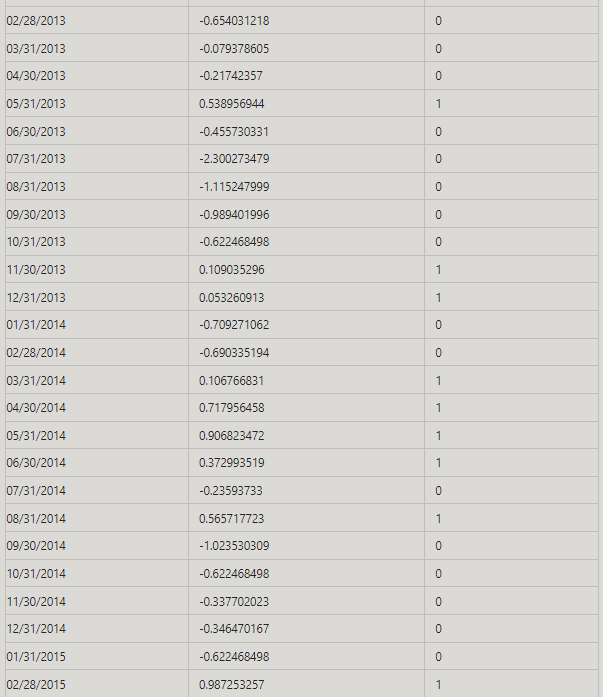 02/28/2013 -0.654031218 0
03/31/2013 -0.079378605 0
04/30/2013 -0.21742357 0
05/31/2013 0.538956944 1
06/30/2013 -0.455730331 0
07/31/2013 -2.300273479 0
08/31/2013 -1.115247999 0
09/30/2013 -0.989401996 0
10/31/2013 -0.622468498 0
11/30/2013 0.109035296 1
12/31/2013 0.053260913 1
01/31/2014 -0.709271062 0
02/28/2014 -0.690335194 0
03/31/2014 0.106766831 1
04/30/2014 0.717956458 1
05/31/2014 0.906823472 1
06/30/2014 0.372993519 1
07/31/2014 -0.23593733 0
08/31/2014 0.565717723 1
09/30/2014 -1.023530309 0
10/31/2014 -0.622468498 0
11/30/2014 -0.337702023 0
12/31/2014 -0.346470167 0
01/31/2015 -0.622468498 0
02/28/2015 0.987253257 1